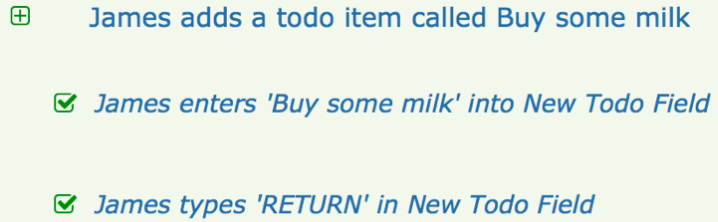 James adds a todo item called Buy some milk
James enters 'Buy some milk' into New Todo Field
James types 'RETURN' in New Todo Field